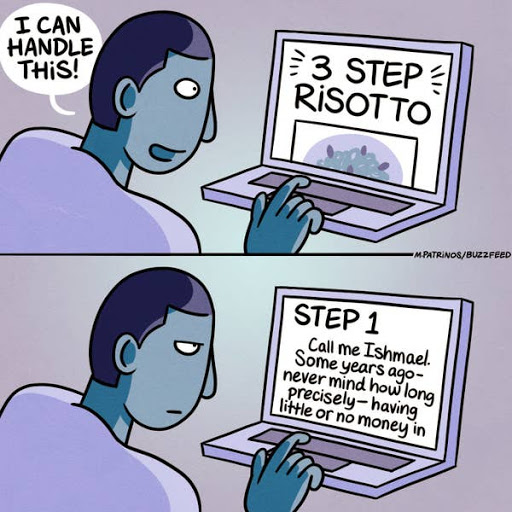 I CAN
HANDLE
THIS!
3 STEP
RISOTTO
M.PATRINOS/BUZZFEED
STEP 1
Call me Ishmael.
Some years ago-
never mind how long
precisely—having
little or no money in